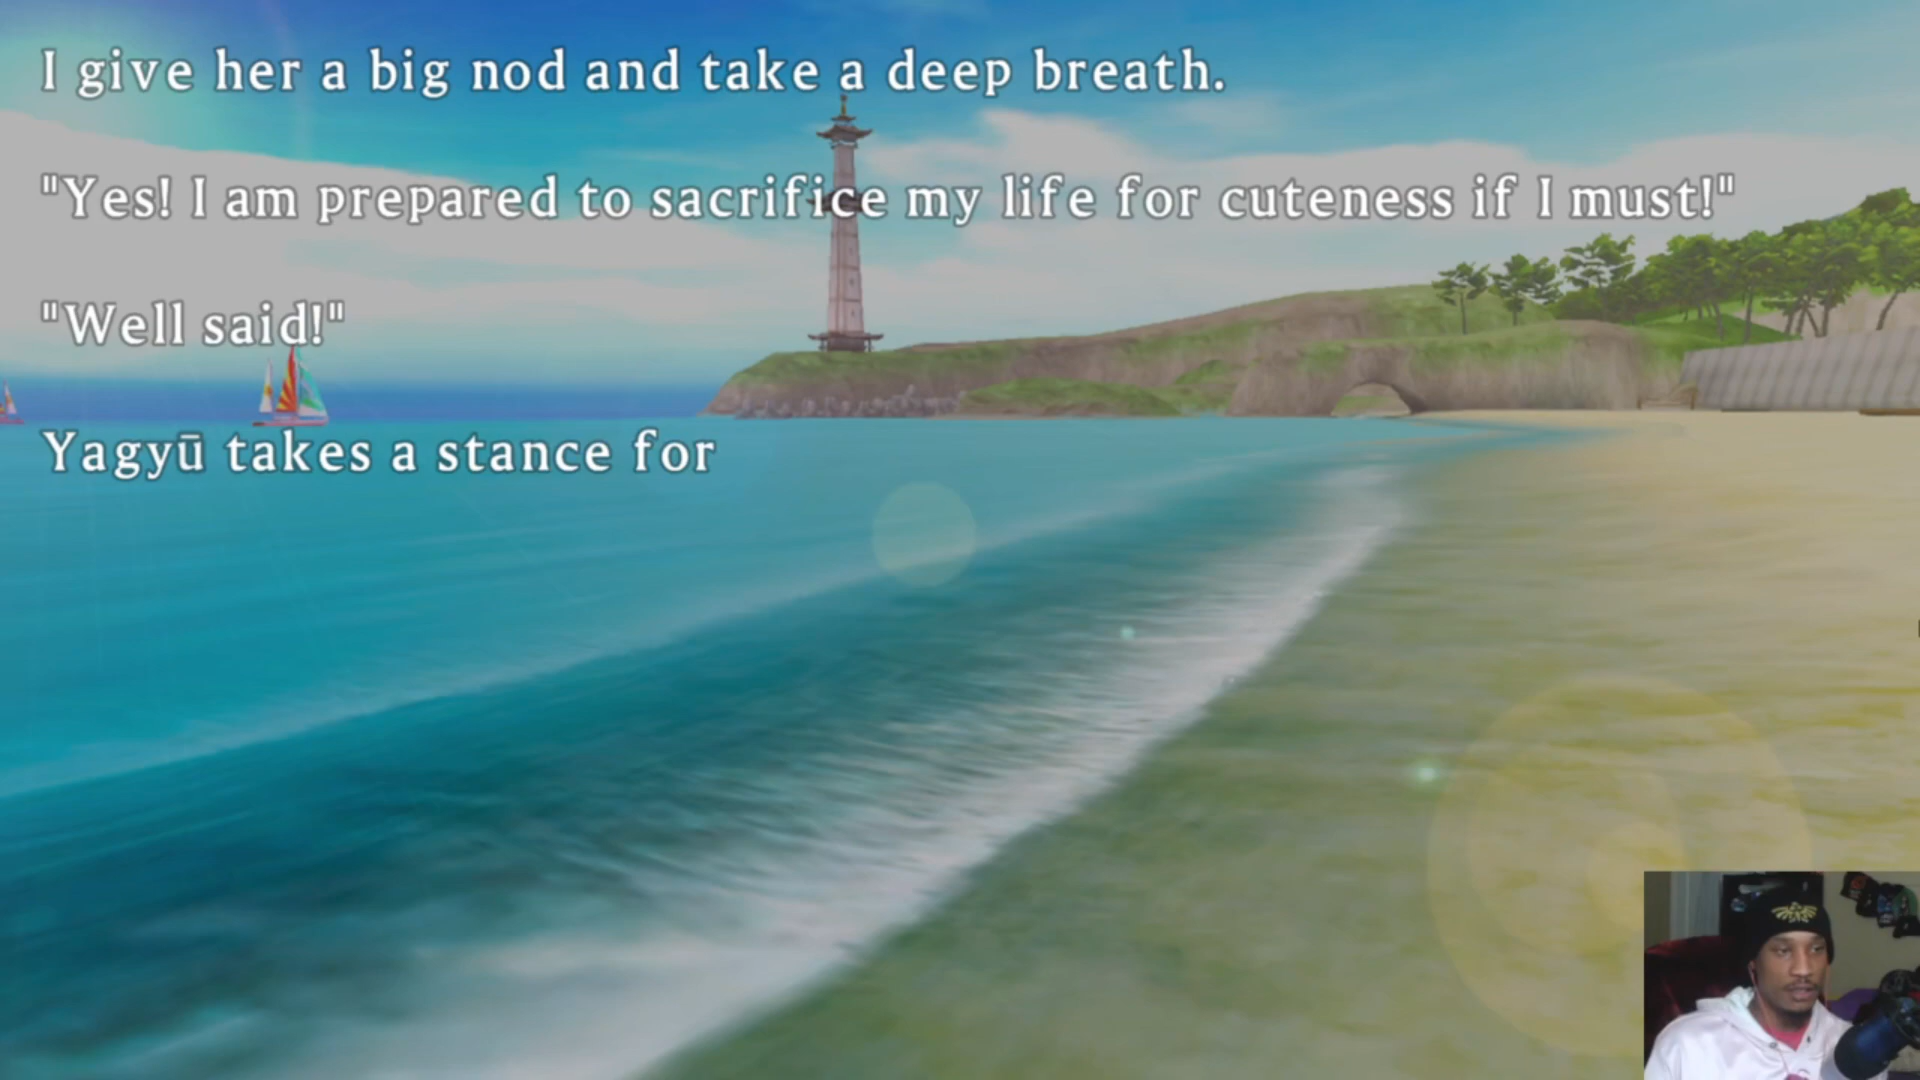 I give her a big nod and take a deep breath.
"Yes! I am prepared to sacrifice my life for cuteness if I must!"
"Well said!"
Yagyū takes a stance for